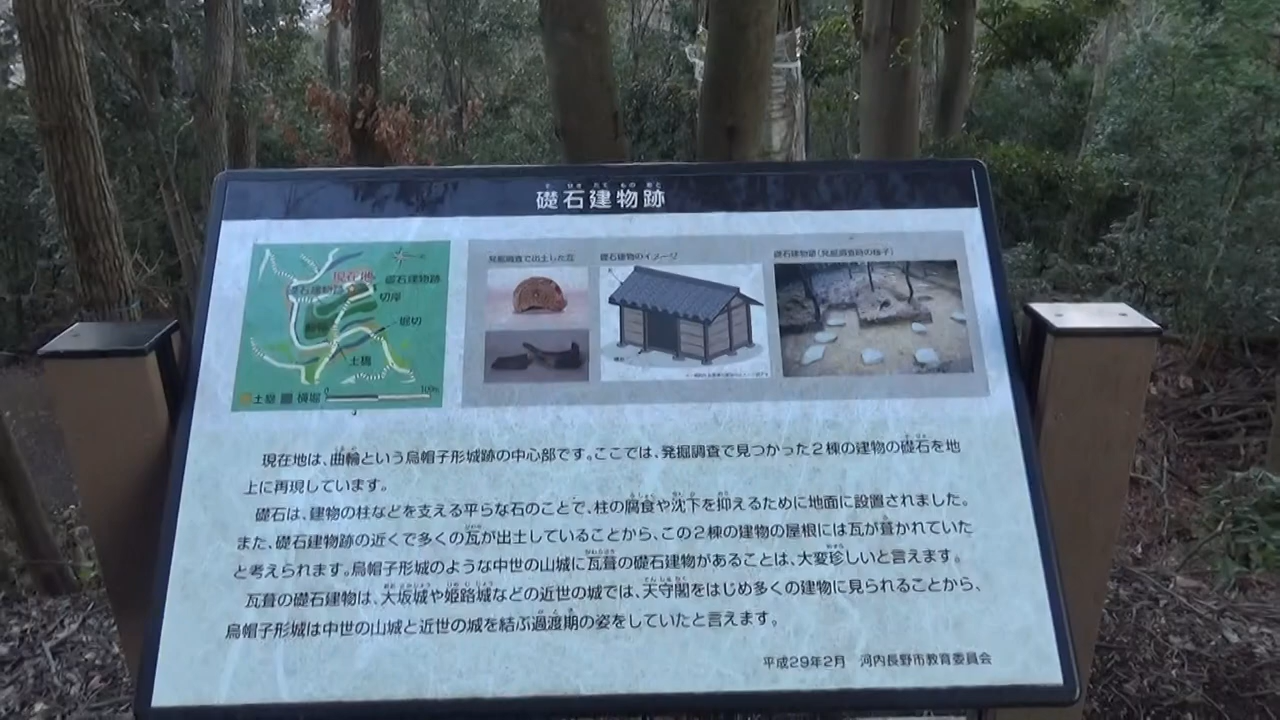 礎石建物跡
現在地
礎石建物跡
礎石建物跡
切岸
堀切
土橋
土塁 横堀
0 100m
発掘調査で出土した瓦
礎石建物のイメージ
礎石建物跡(発掘調査時の様子)
現在地は、曲輪という烏帽子形城跡の中心部です。ここでは、発掘調査で見つかった2棟の建物の礎石を地
上に再現しています。
礎石は、建物の柱などを支える平らな石のことで、柱の腐食や沈下を抑えるために地面に設置されました。
また、礎石建物跡の近くで多くの瓦が出土していることから、この2棟の建物の屋根には瓦が葺かれていた
と考えられます。烏帽子形城のような中世の山城に瓦葺の礎石建物があることは、大変珍しいと言えます。
瓦葺の礎石建物は、大坂城や姫路城などの近世の城では、天守閣をはじめ多くの建物に見られることから、
烏帽子形城は中世の山城と近世の城を結ぶ過渡期の姿をしていたと言えます。
平成29年2月 河内長野市教育委員会